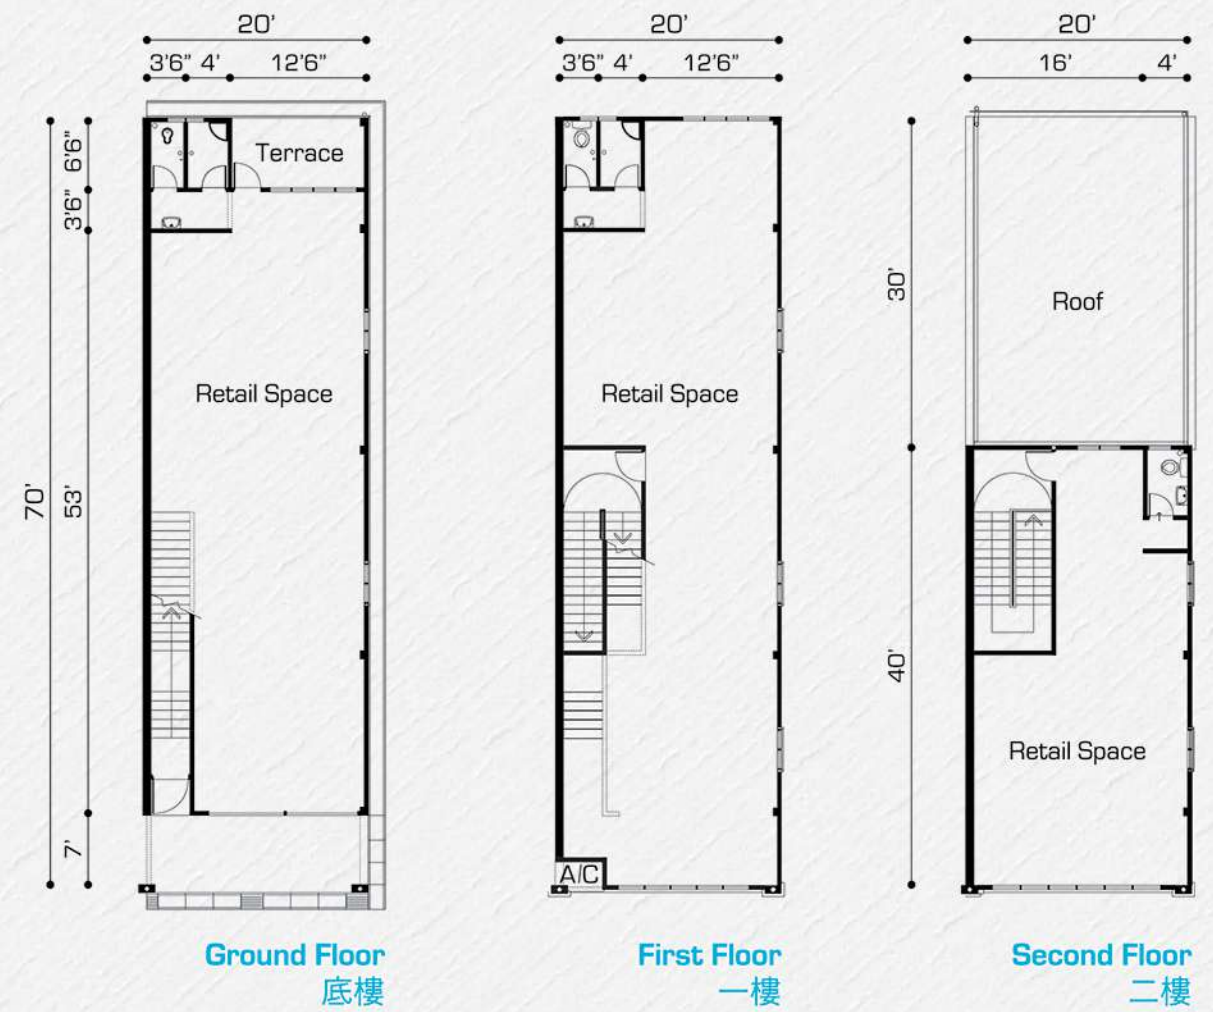 20'
3'6" 4' 12'6"
6'6"
3'6"
53'
7'
70'
Terrace
Retail Space
Ground Floor
底樓
20'
3'6" 4' 12'6"
Retail Space
A/C
First Floor
一樓
20'
16' 4'
30'
40'
Roof
Retail Space
Second Floor
二樓